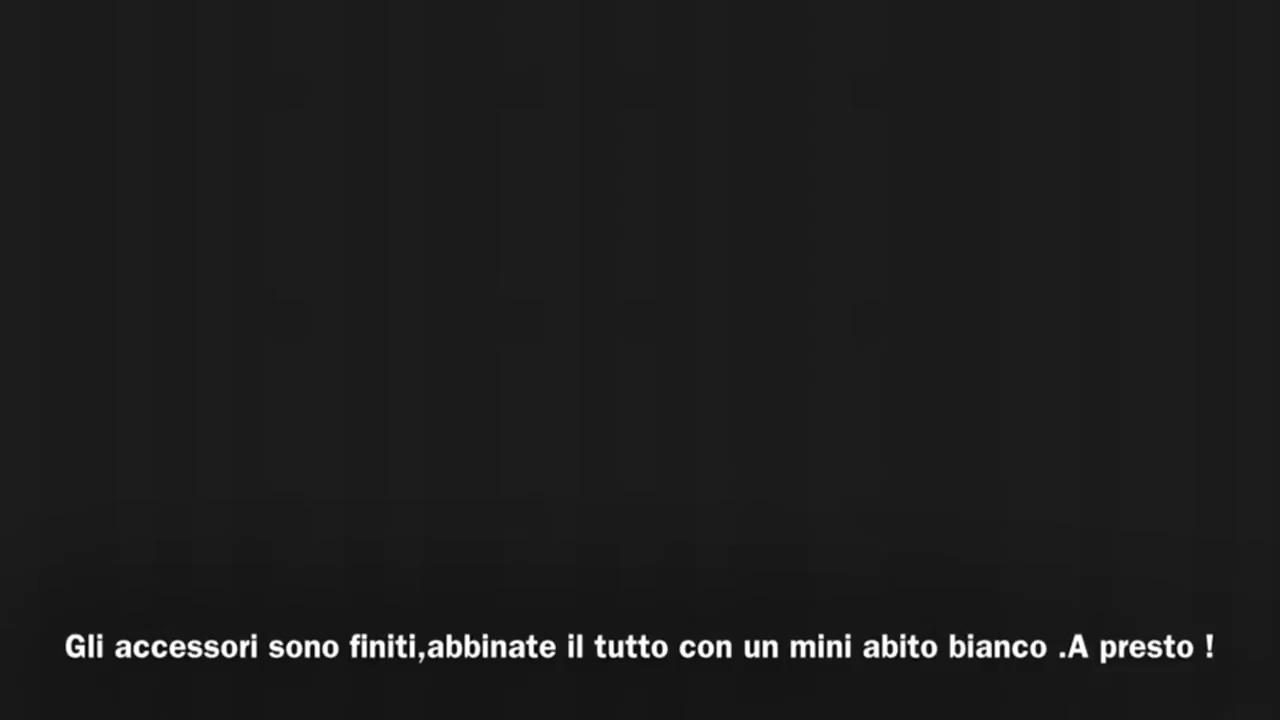 Gli accessori sono finiti,abbinate il tutto con un mini abito bianco .A presto !